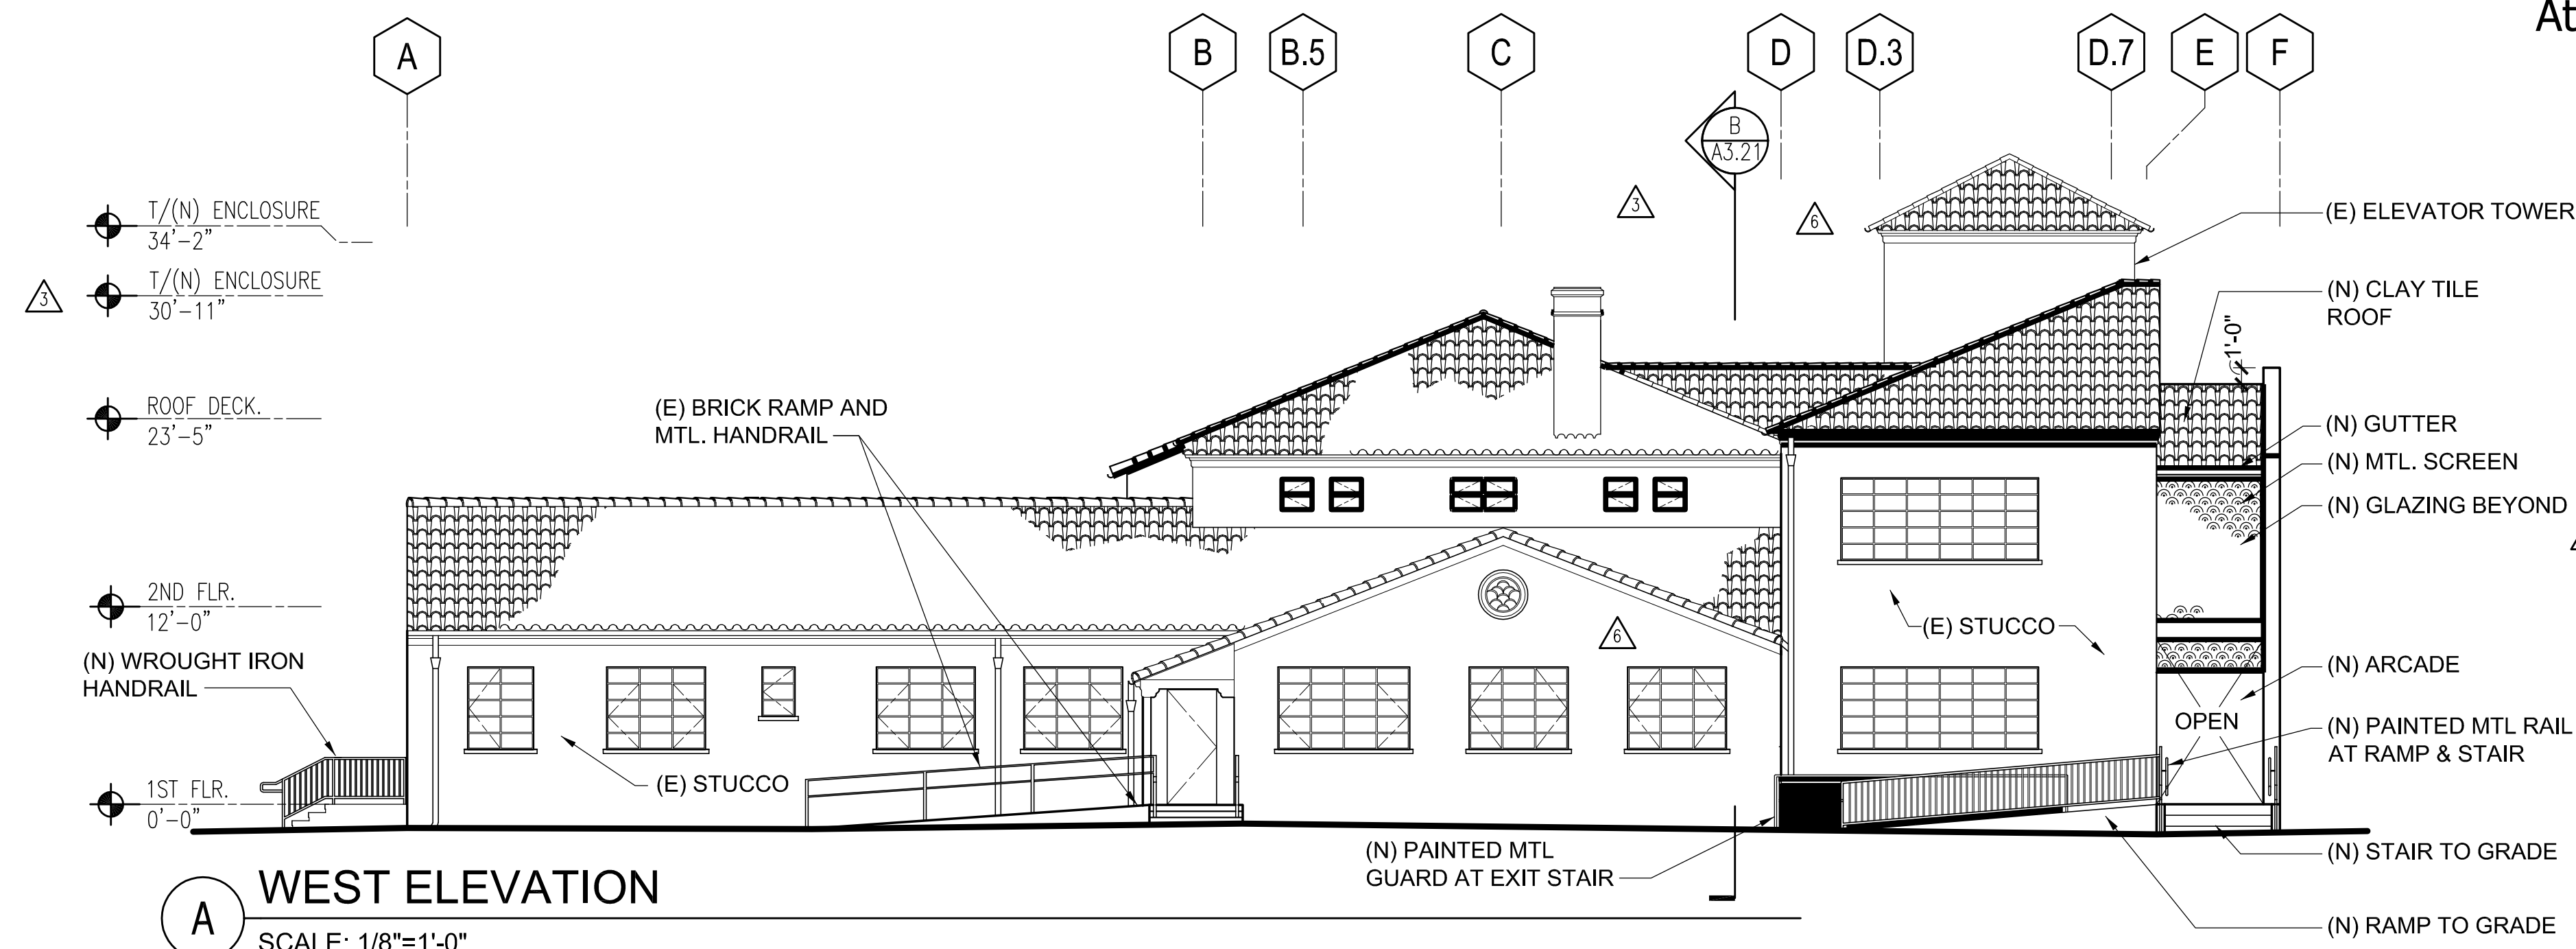 At
A
B
B.5
C
D
D.3
D.7
E
F
B
A3.21
3
6
T/(N) ENCLOSURE
34'-2"
3
T/(N) ENCLOSURE
30'-11"
ROOF DECK.
23'-5"
2ND FLR.
12'-0"
1ST FLR.
0'-0"
(N) WROUGHT IRON
HANDRAIL
(E) BRICK RAMP AND
MTL. HANDRAIL
(E) STUCCO
6
(E) STUCCO
1'-0"
OPEN
(E) ELEVATOR TOWER
(N) CLAY TILE
ROOF
(N) GUTTER
(N) MTL. SCREEN
(N) GLAZING BEYOND
(N) ARCADE
(N) PAINTED MTL RAIL
AT RAMP & STAIR
(N) STAIR TO GRADE
(N) RAMP TO GRADE
(N) PAINTED MTL
GUARD AT EXIT STAIR
A
WEST ELEVATION
SCALE: 1/8"=1'-0"